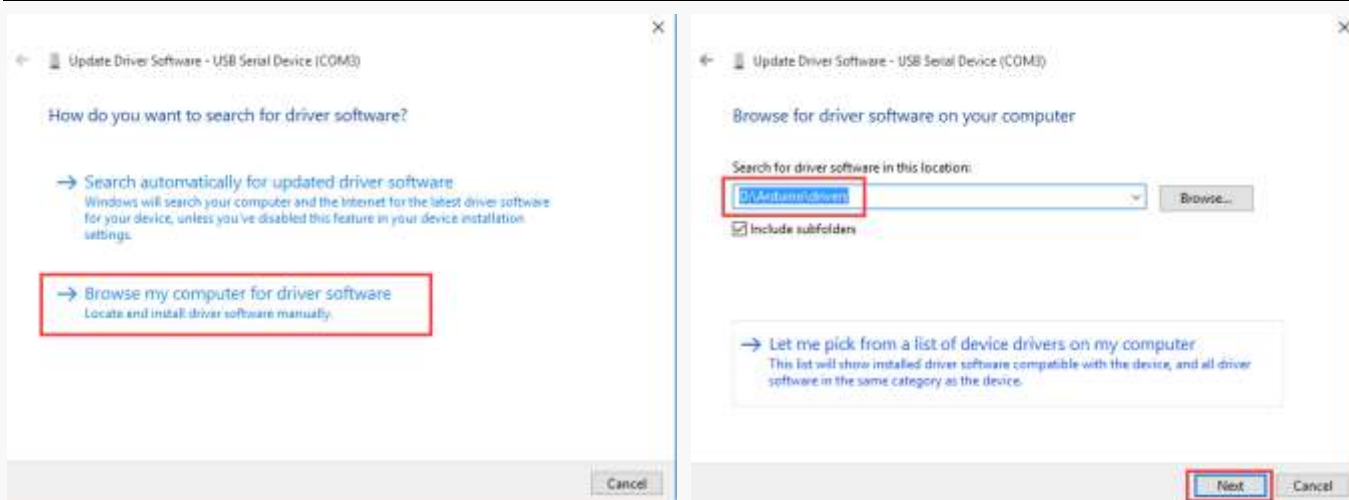 Update Driver Software - USB Serial Device (COM3)
How do you want to search for driver software?
→ Search automatically for updated driver software
Windows will search your computer and the Internet for the latest driver software
for your device, unless you've disabled this feature in your device installation
settings.
→ Browse my computer for driver software
Locate and install driver software manually.
Cancel
Update Driver Software - USB Serial Device (COM3)
Browse for driver software on your computer
Search for driver software in this location:
D:\Arduino\drivers
Browse...
Include subfolders
→ Let me pick from a list of device drivers on my computer
This list will show installed driver software compatible with the device, and all driver
software in the same category as the device.
Next
Cancel